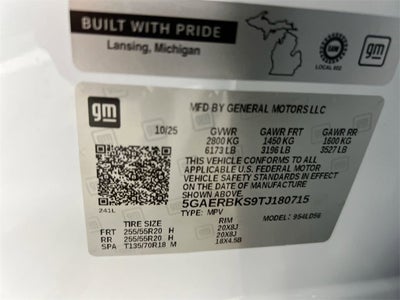 BUILT WITH PRIDE
Lansing, Michigan
UAW
LOCAL 602
gm
gm
MFD BY GENERAL MOTORS LLC
10/25 GVWR GAWR FRT GAWR RR
2800 KG 1450 KG 1600 KG
6173 LB 3196 LB 3527 LB
THIS VEHICLE CONFORMS TO ALL
APPLICABLE U.S. FEDERAL MOTOR
VEHICLE SAFETY STANDARDS IN EFFECT
ON THE DATE OF MANUFACTURE
SHOWN ABOVE.
5GAERBKS9TJ180715
241L TYPE: MPV
TIRE SIZE RIM
FRT 255/55R20 H 20X8J
RR 255/55R20 H 20X8J
SPA T135/70R18 M 18X4.5B